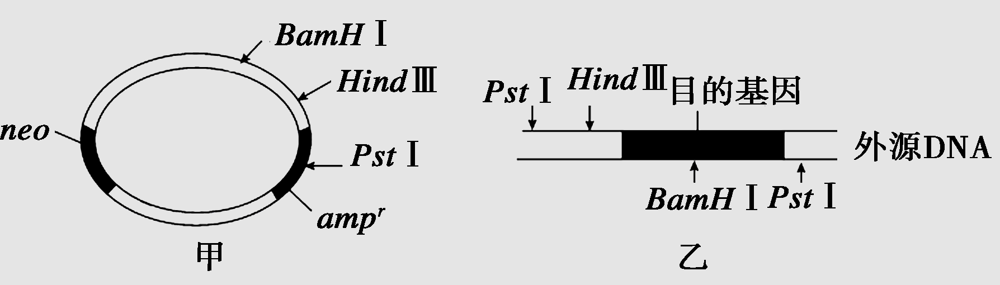 BamH Ⅰ
Hind Ⅲ
neo
Pst Ⅰ
ampʳ
甲
Pst Ⅰ
Hind Ⅲ
目的基因
外源DNA
BamH Ⅰ
Pst Ⅰ
乙